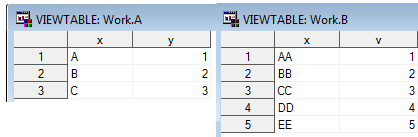 VIEWTABLE: Work.A
x y
1 A 1
2 B 2
3 C 3
VIEWTABLE: Work.B
x v
1 AA 1
2 BB 2
3 CC 3
4 DD 4
5 EE 5